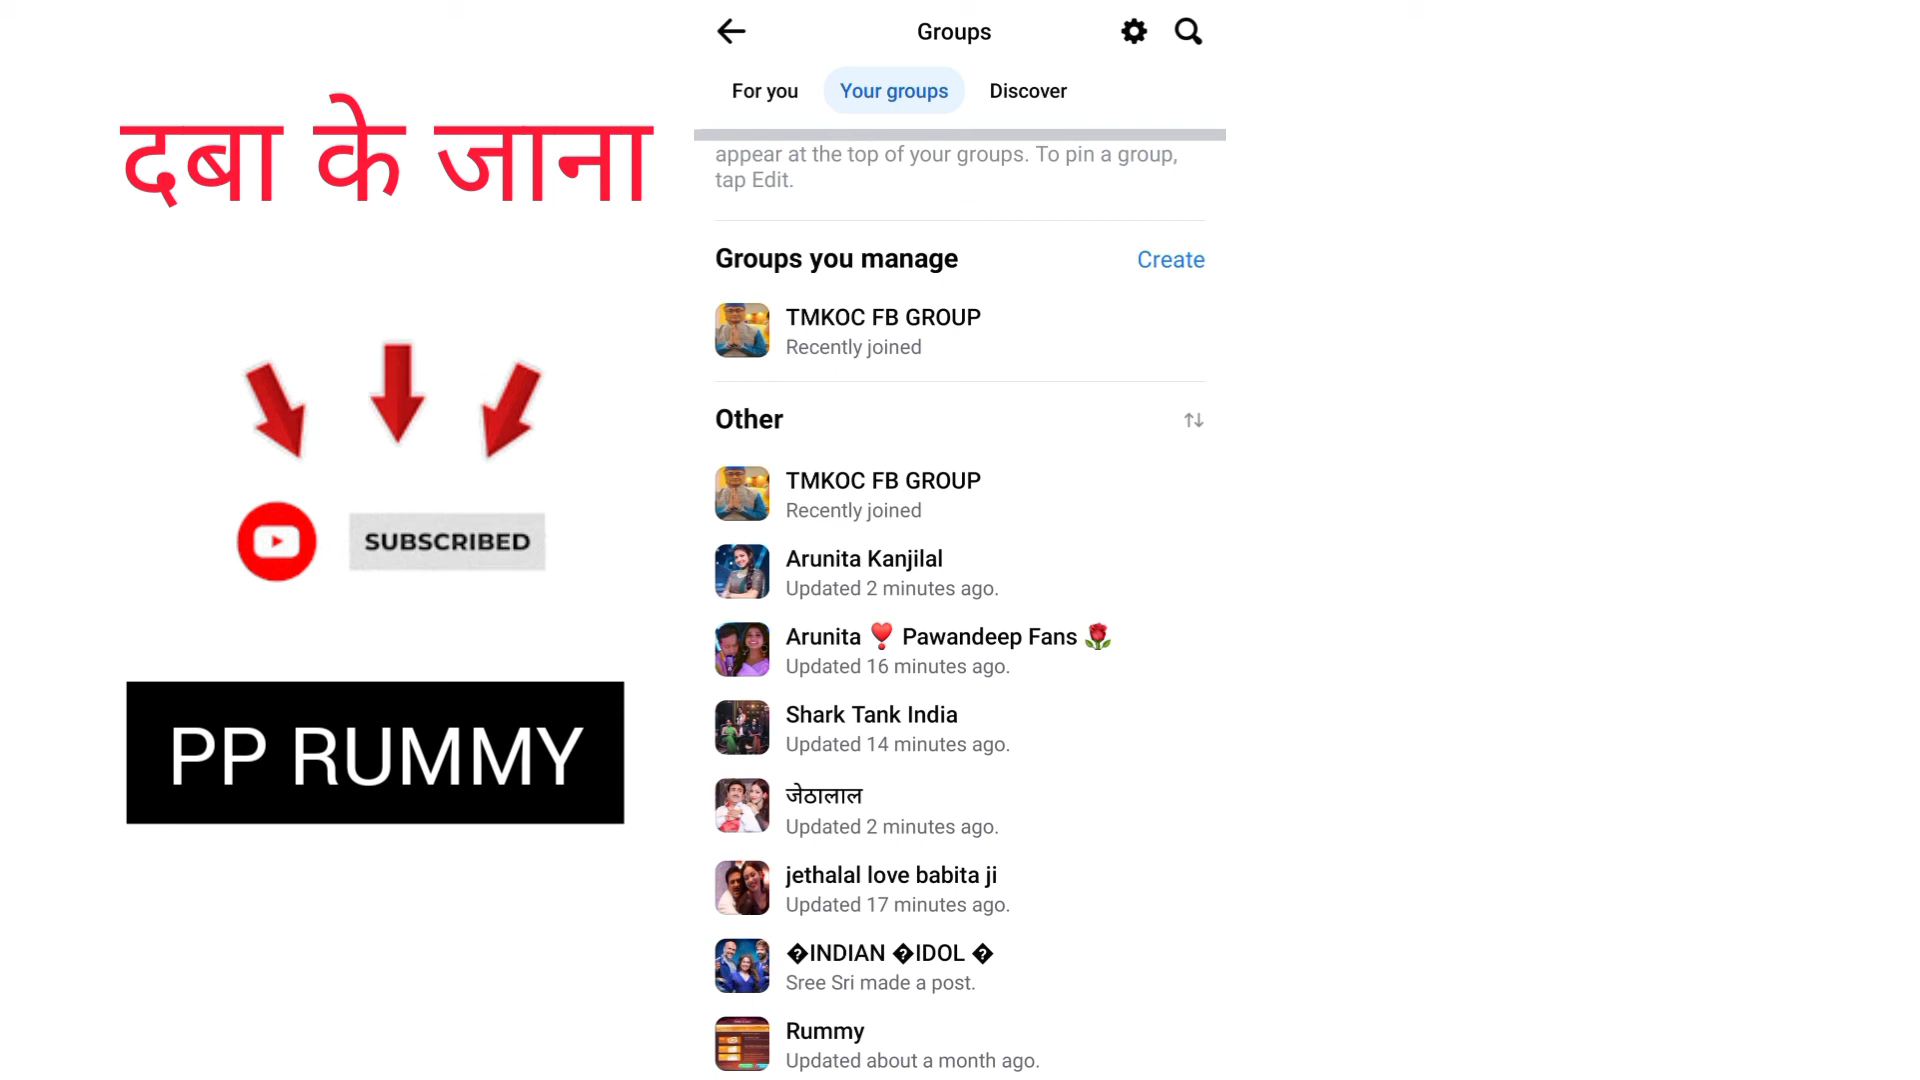 दबा के जाना
SUBSCRIBED
PP RUMMY
Groups
For you Your groups Discover
appear at the top of your groups. To pin a group,
tap Edit.
Groups you manage Create
TMKOC FB GROUP
Recently joined
Other
TMKOC FB GROUP
Recently joined
Arunita Kanjilal
Updated 2 minutes ago.
Arunita ❣️ Pawandeep Fans 🌹
Updated 16 minutes ago.
Shark Tank India
Updated 14 minutes ago.
जेठालाल
Updated 2 minutes ago.
jethalal love babita ji
Updated 17 minutes ago.
�INDIAN �IDOL �
Sree Sri made a post.
Rummy
Updated about a month ago.